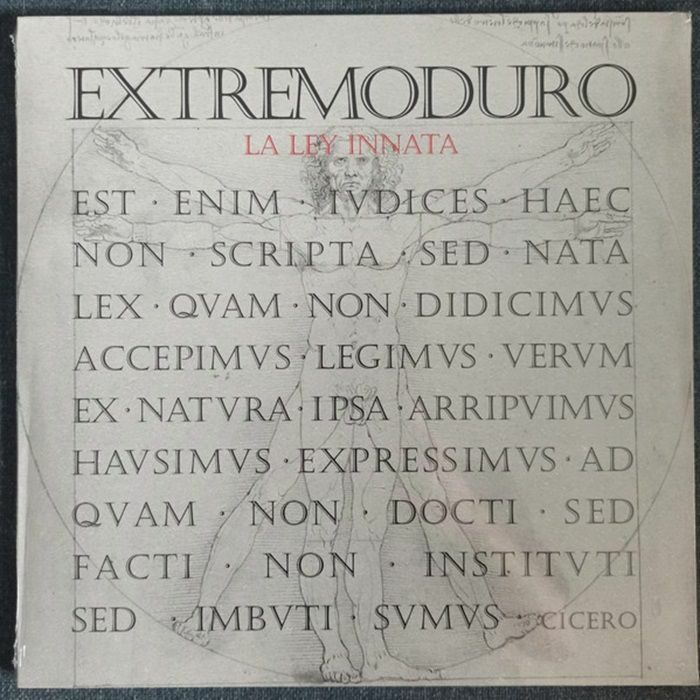 EXTREMODURO
LA LEY INNATA
EST · ENIM · IVDICES · HAEC
NON · SCRIPTA · SED · NATA
LEX · QVAM · NON · DIDICIMVS
ACCEPIMVS · LEGIMVS · VERVM
EX · NATVRA · IPSA · ARRIPVIMVS
HAVSIMVS · EXPRESSIMVS · AD
QVAM · NON · DOCTI · SED
FACTI · NON · INSTITVTI
SED · IMBVTI · SVMVS · CICERO